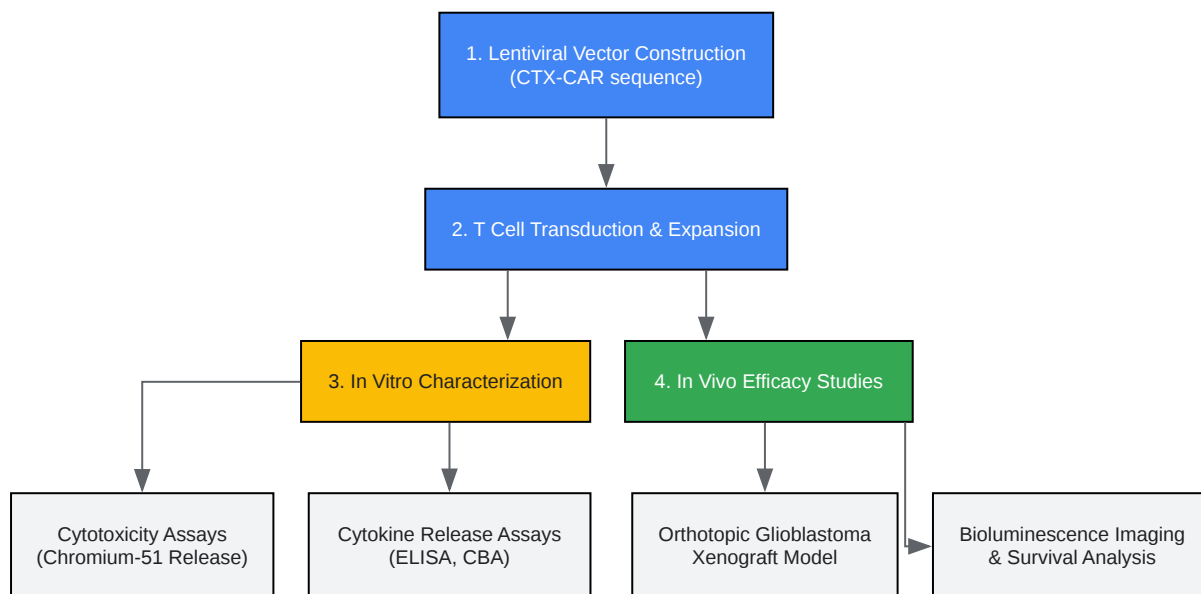 1. Lentiviral Vector Construction
(CTX-CAR sequence)
2. T Cell Transduction & Expansion
3. In Vitro Characterization
4. In Vivo Efficacy Studies
Cytotoxicity Assays
(Chromium-51 Release)
Cytokine Release Assays
(ELISA, CBA)
Orthotopic Glioblastoma
Xenograft Model
Bioluminescence Imaging
& Survival Analysis